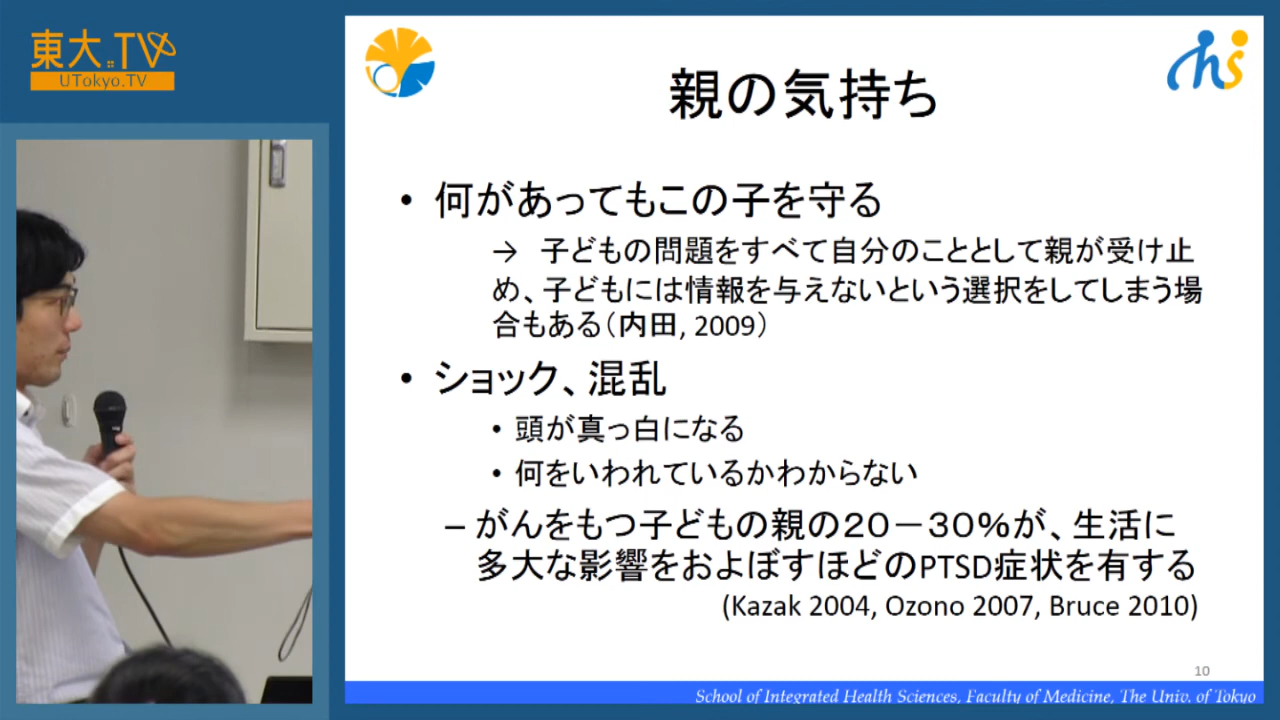 東大.TV
UTokyo.TV
親の気持ち
• 何があってもこの子を守る
→ 子どもの問題をすべて自分のこととして親が受け止
め、子どもには情報を与えないという選択をしてしまう場
合もある(内田, 2009)
• ショック、混乱
• 頭が真っ白になる
• 何をいわれているかわからない
– がんをもつ子どもの親の20-30%が、生活に
多大な影響をおよぼすほどのPTSD症状を有する
(Kazak 2004, Ozono 2007, Bruce 2010)
10
School of Integrated Health Sciences, Faculty of Medicine, The Univ. of Tokyo